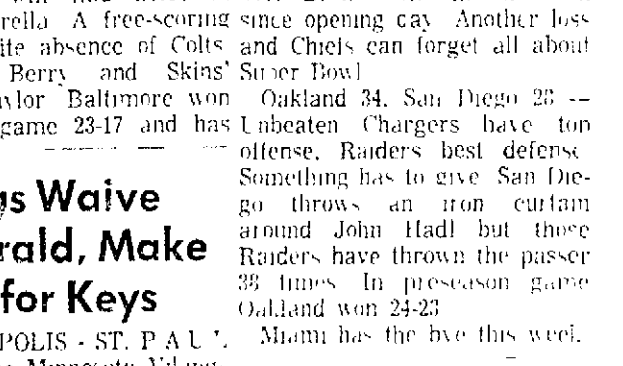 rella A free-scoring
ite absence of Colts
Berry and Skins'
aylor Baltimore won
game 23-17 and has
as Waive
rald, Make
for Keys
POLIS - ST. PAUL
Minnesota
since opening day Another loss
and Chiefs can forget all about
Super Bowl
Oakland 34, San Diego 28 --
Unbeaten Chargers have top
offense, Raiders best defense
Something has to give San Die-
go throws an iron curtain
around John Hadl but those
Raiders have thrown the passer
38 times In preseason game
Oakland won 24-23
Miami has the bye this week.